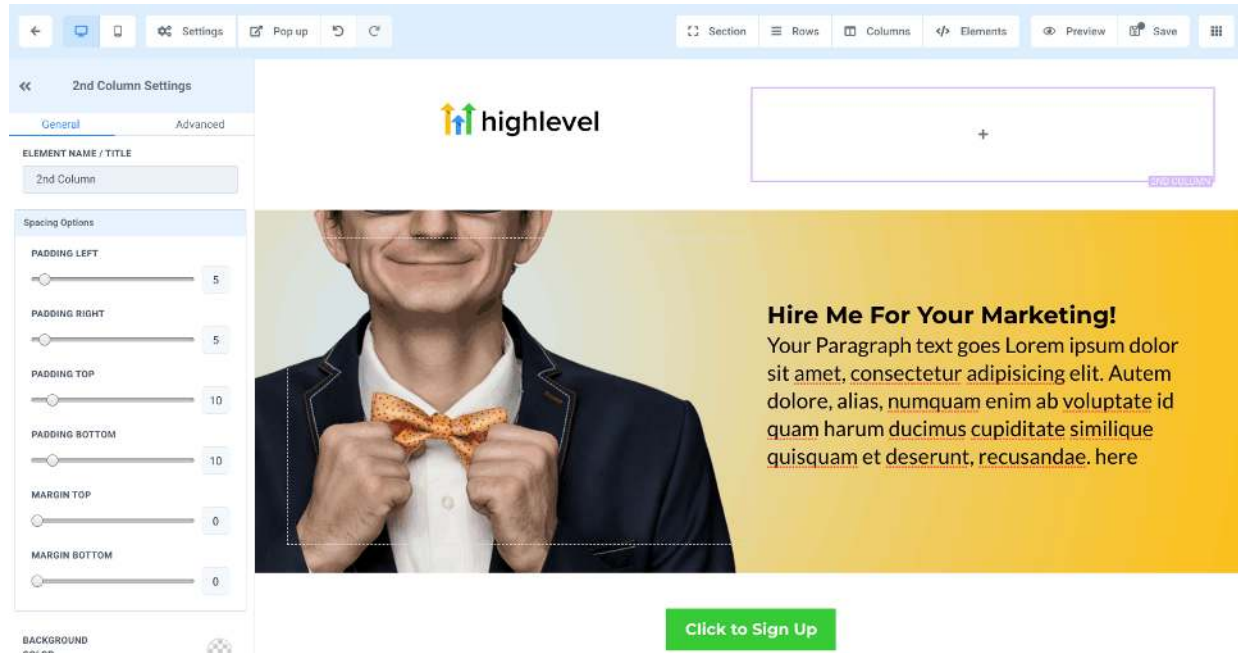 Settings
Pop up
Section
Rows
Columns
</> Elements
Preview
Save
2nd Column Settings
General
Advanced
ELEMENT NAME / TITLE
2nd Column
Spacing Options
PADDING LEFT
5
PADDING RIGHT
5
PADDING TOP
10
PADDING BOTTOM
10
MARGIN TOP
0
MARGIN BOTTOM
0
BACKGROUND
COLOR
highlevel
+
2ND COLUMN
Hire Me For Your Marketing!
Your Paragraph text goes Lorem ipsum dolor
sit amet, consectetur adipisicing elit. Autem
dolore, alias, numquam enim ab voluptate id
quam harum ducimus cupiditate similique
quisquam et deserunt, recusandae. here
Click to Sign Up